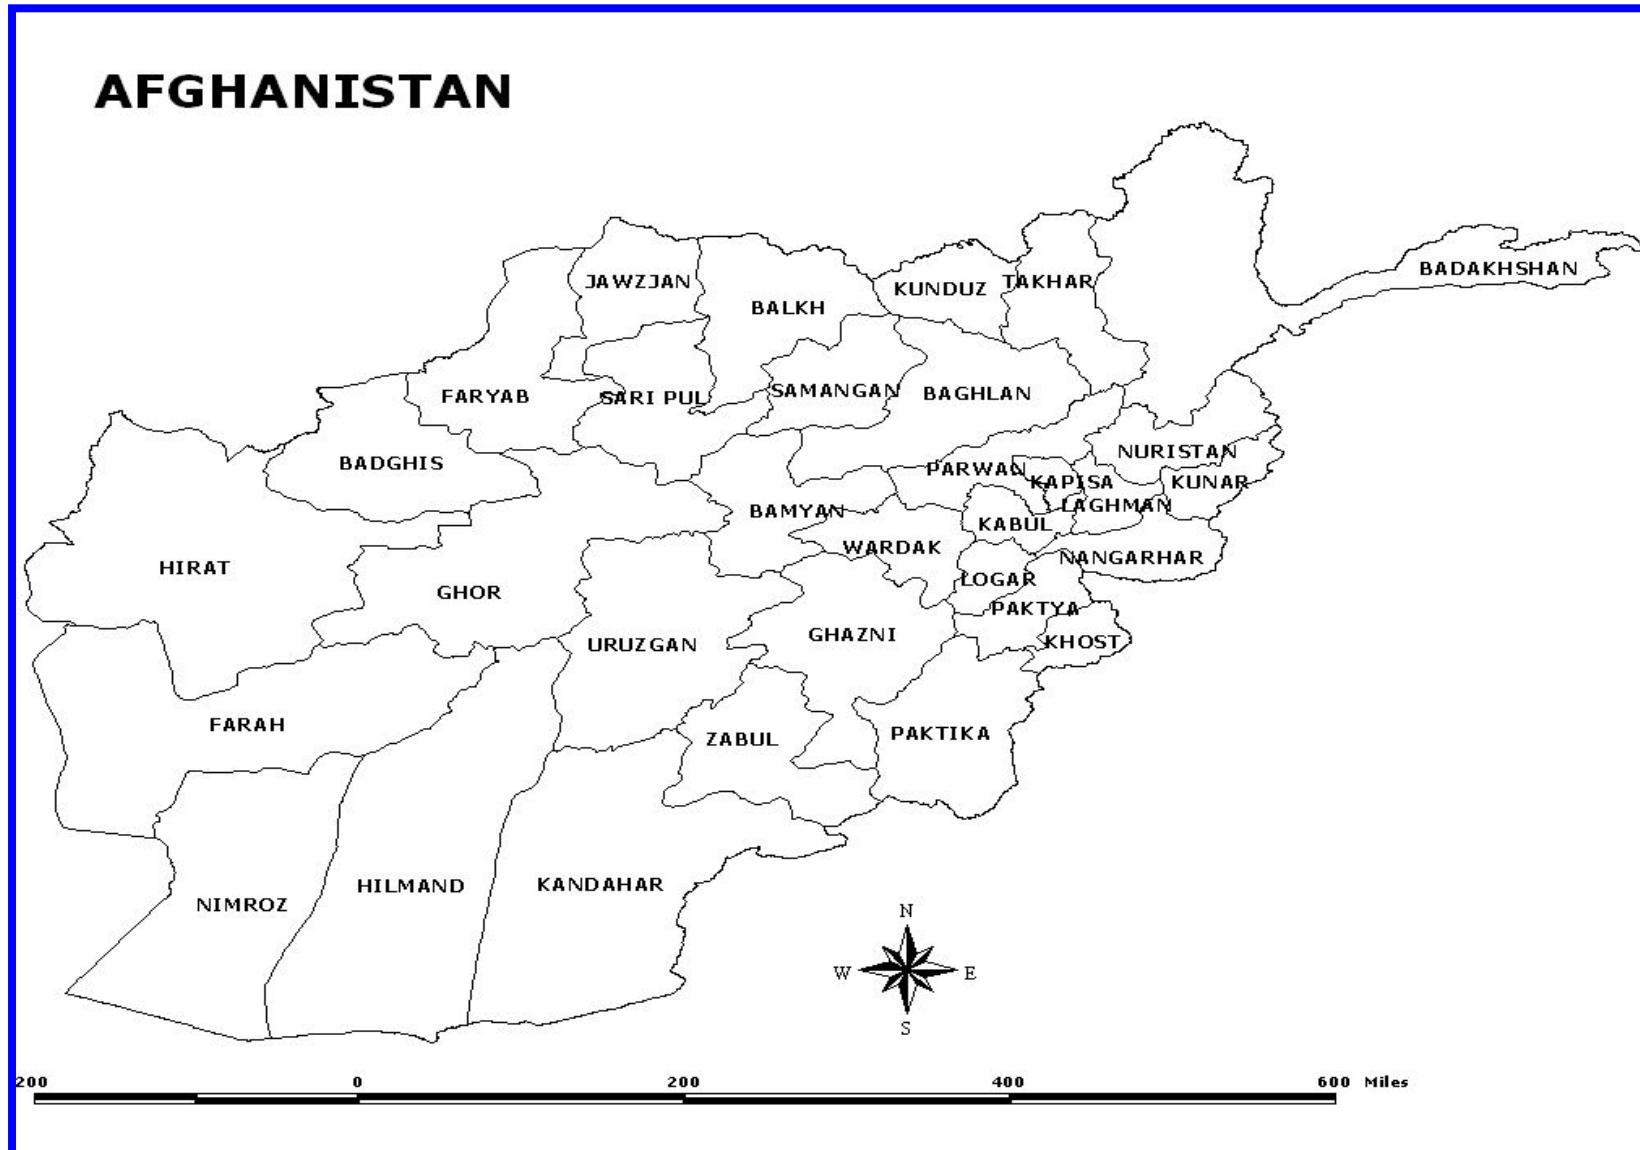 AFGHANISTAN
JAWZJAN
BALKH
KUNDUZ
TAKHAR
BADAKHSHAN
FARYAB
SARI PUL
SAMANGAN
BAGHLAN
BADGHIS
NURISTAN
PARWAN
KAPISA
KUNAR
LAGHMAN
BAMYAN
KABUL
WARDAK
NANGARHAR
HIRAT
GHOR
LOGAR
PAKTYA
URUZGAN
GHAZNI
KHOST
FARAH
ZABUL
PAKTIKA
NIMROZ
HILMAND
KANDAHAR
N
W E
S
200 0 200 400 600 Miles